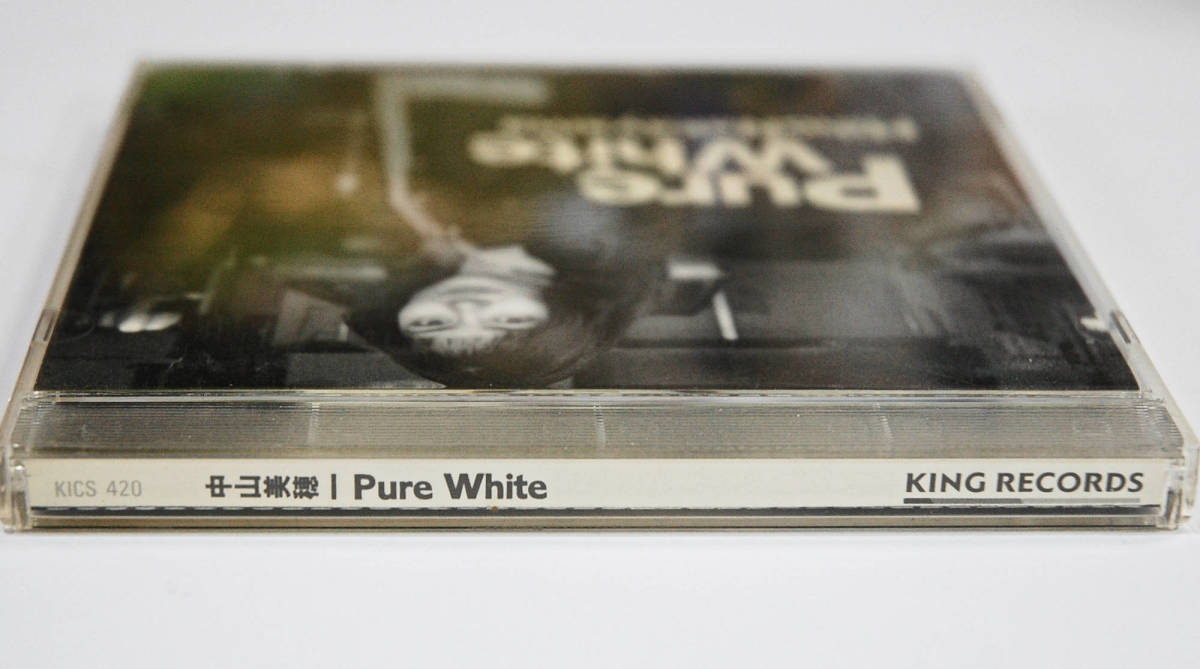 Pure
White
KICS 420 中山美穂 | Pure White KING RECORDS